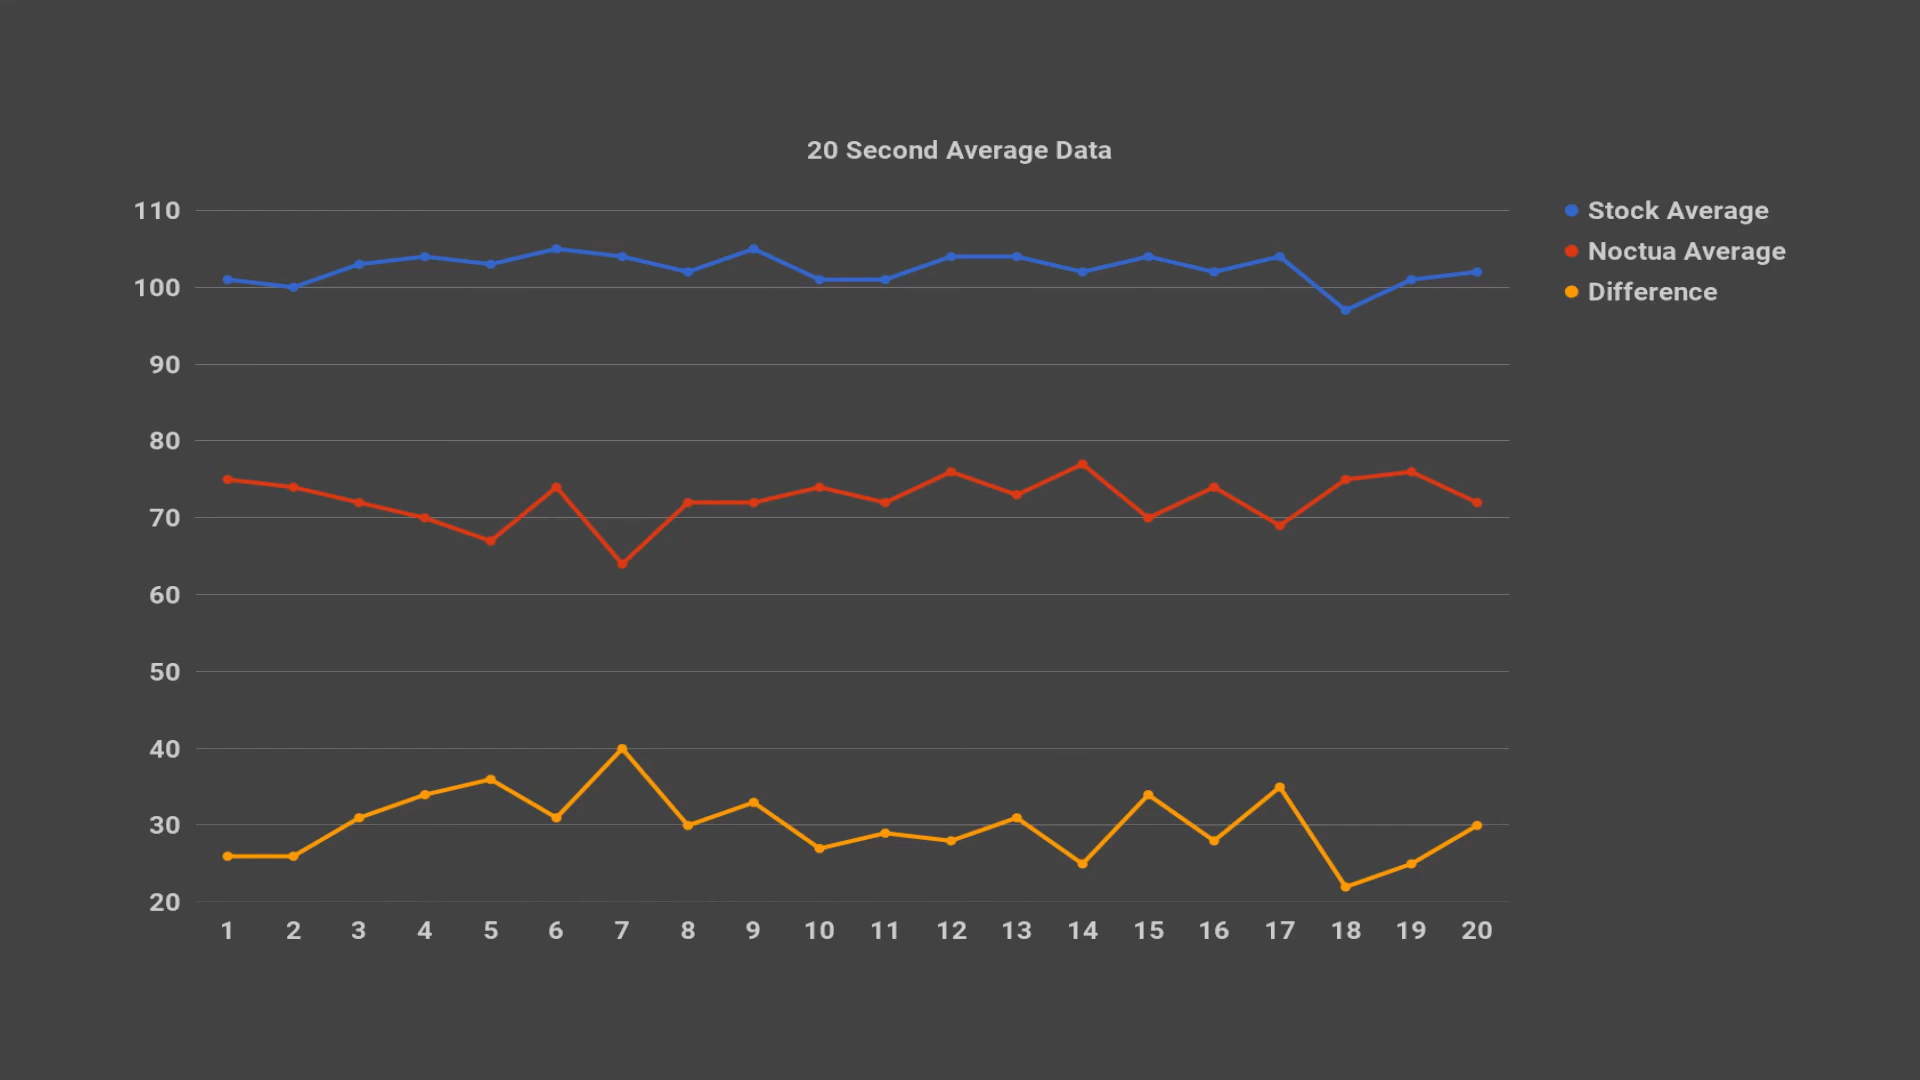 20 Second Average Data
110
100
90
80
70
60
50
40
30
20
1 2 3 4 5 6 7 8 9 10 11 12 13 14 15 16 17 18 19 20
Stock Average
Noctua Average
Difference